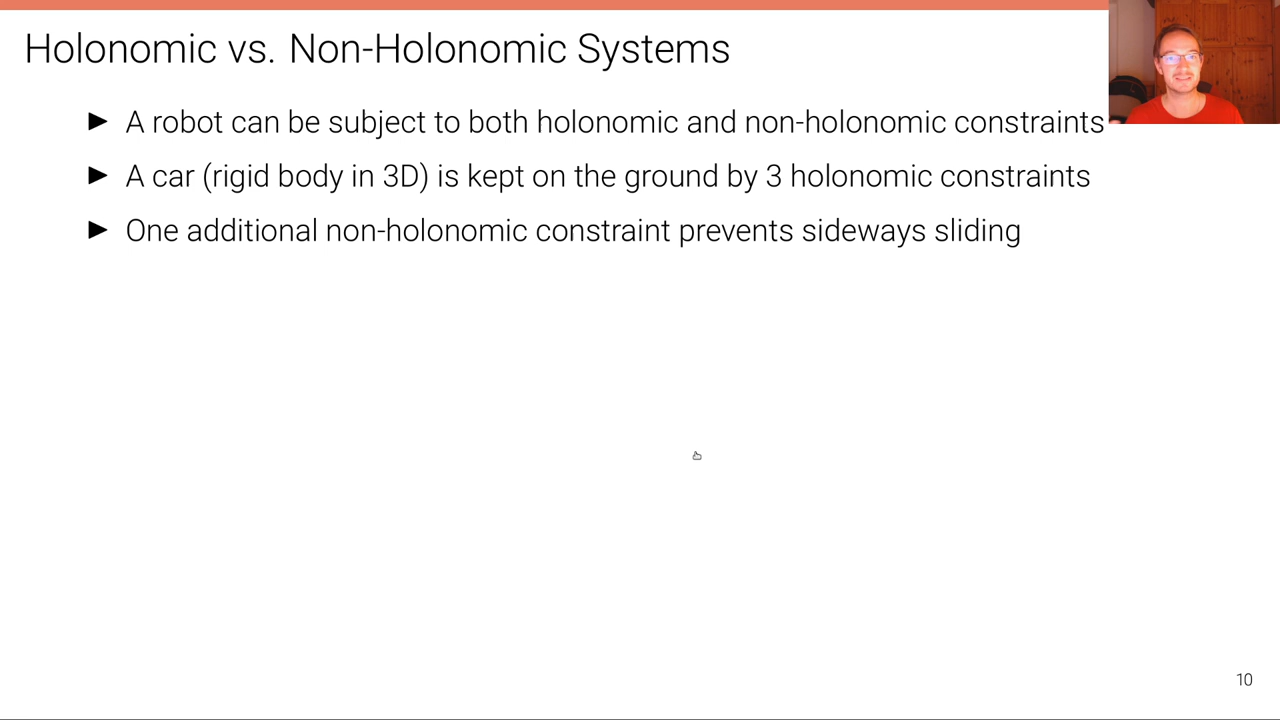 Holonomic vs. Non-Holonomic Systems
► A robot can be subject to both holonomic and non-holonomic constraints
► A car (rigid body in 3D) is kept on the ground by 3 holonomic constraints
► One additional non-holonomic constraint prevents sideways sliding
10